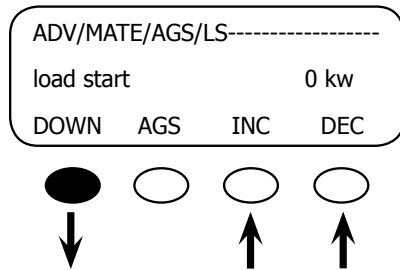 ADV/MATE/AGS/LS------------------
load start 0 kw
DOWN AGS INC DEC